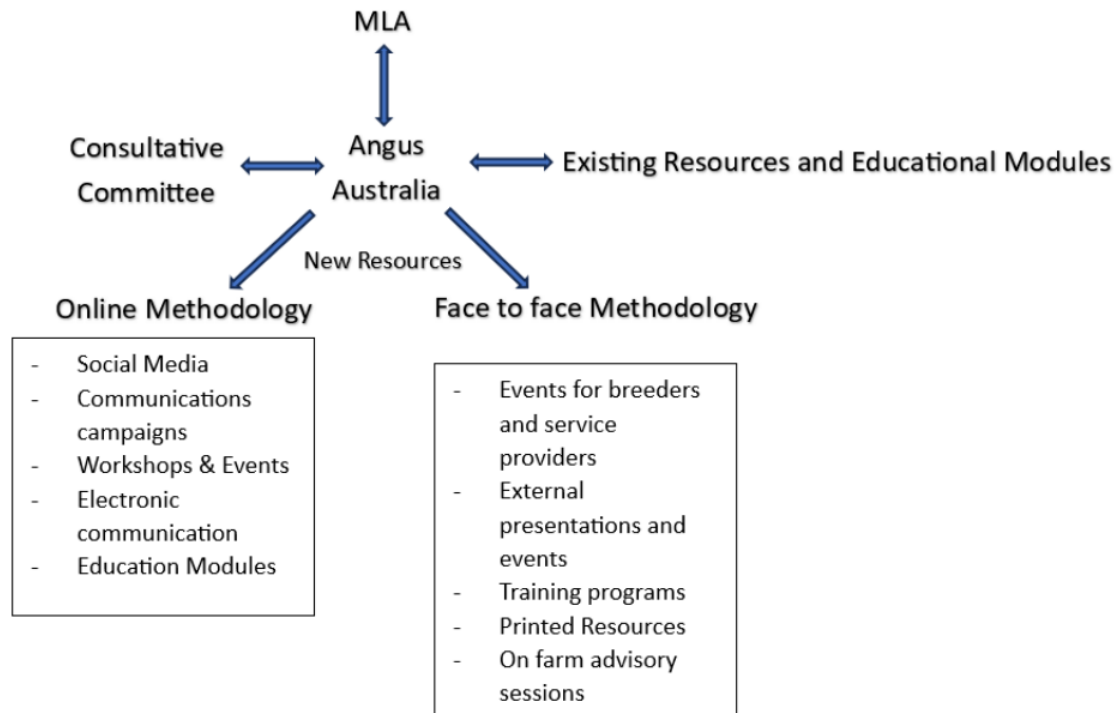 MLA
Consultative
Committee
Angus
Australia
Existing Resources and Educational Modules
New Resources
Online Methodology
Face to face Methodology
- Social Media
- Communications
campaigns
- Workshops & Events
- Electronic
communication
- Education Modules
- Events for breeders
and service
providers
- External
presentations and
events
- Training programs
- Printed Resources
- On farm advisory
sessions